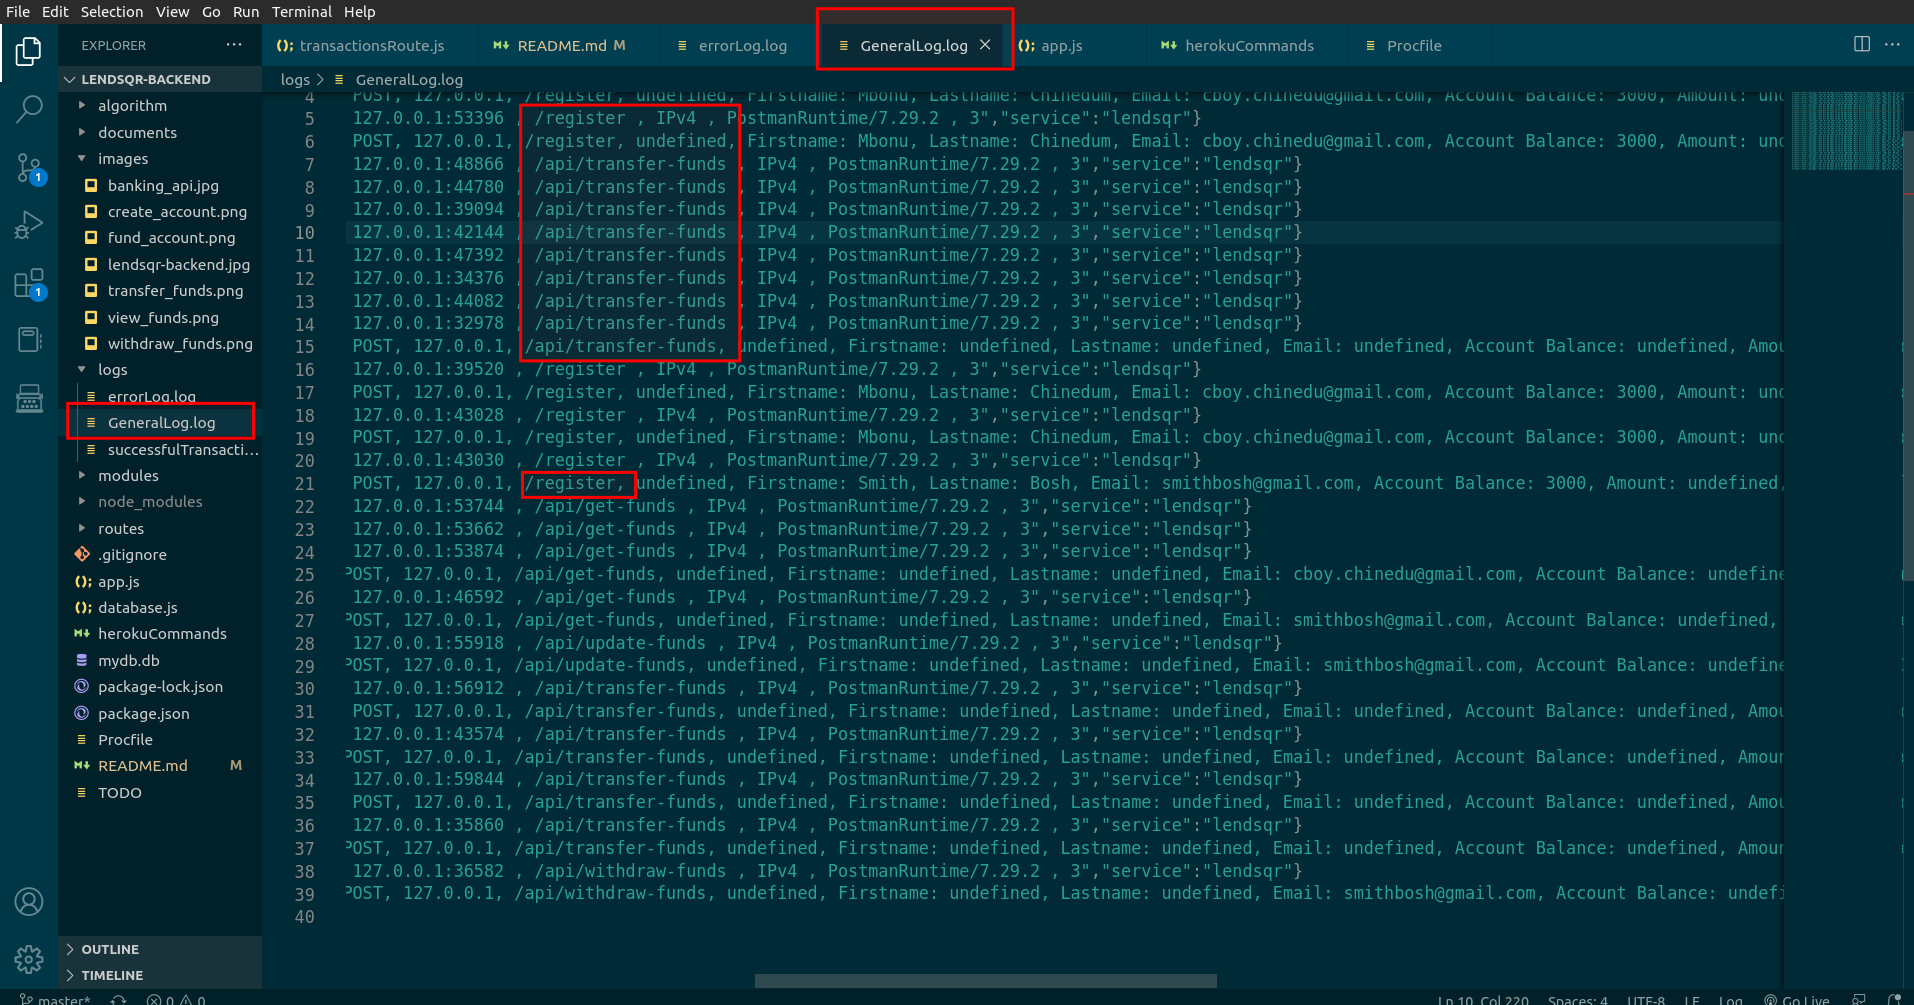 File Edit Selection View Go Run Terminal Help
EXPLORER ···
transactionsRoute.js
README.md M
errorLog.log
GeneralLog.log
app.js
herokuCommands
Procfile
logs > GeneralLog.log
LENDSQR-BACKEND
algorithm
documents
images
banking_api.jpg
create_account.png
fund_account.png
lendsqr-backend.jpg
transfer_funds.png
view_funds.png
withdraw_funds.png
logs
errorLog.log
GeneralLog.log
successfulTransacti...
modules
node_modules
routes
.gitignore
app.js
database.js
herokuCommands
mydb.db
package-lock.json
package.json
Procfile
README.md M
TODO
OUTLINE
TIMELINE
1
1
4 POST, 127.0.0.1, /register, undefined, Firstname: Mbonu, Lastname: Chinedum, Email: cboy.chinedu@gmail.com, Account Balance: 3000, Amount: und
5 127.0.0.1:53396 , /register , IPv4 , PostmanRuntime/7.29.2 , 3","service":"lendsqr"}
6 POST, 127.0.0.1, /register, undefined, Firstname: Mbonu, Lastname: Chinedum, Email: cboy.chinedu@gmail.com, Account Balance: 3000, Amount: und
7 127.0.0.1:48866 , /api/transfer-funds , IPv4 , PostmanRuntime/7.29.2 , 3","service":"lendsqr"}
8 127.0.0.1:44780 , /api/transfer-funds , IPv4 , PostmanRuntime/7.29.2 , 3","service":"lendsqr"}
9 127.0.0.1:39094 , /api/transfer-funds , IPv4 , PostmanRuntime/7.29.2 , 3","service":"lendsqr"}
10 127.0.0.1:42144 , /api/transfer-funds , IPv4 , PostmanRuntime/7.29.2 , 3","service":"lendsqr"}
11 127.0.0.1:47392 , /api/transfer-funds , IPv4 , PostmanRuntime/7.29.2 , 3","service":"lendsqr"}
12 127.0.0.1:34376 , /api/transfer-funds , IPv4 , PostmanRuntime/7.29.2 , 3","service":"lendsqr"}
13 127.0.0.1:44082 , /api/transfer-funds , IPv4 , PostmanRuntime/7.29.2 , 3","service":"lendsqr"}
14 127.0.0.1:32978 , /api/transfer-funds , IPv4 , PostmanRuntime/7.29.2 , 3","service":"lendsqr"}
15 POST, 127.0.0.1, /api/transfer-funds, undefined, Firstname: undefined, Lastname: undefined, Email: undefined, Account Balance: undefined, Amou
16 127.0.0.1:39520 , /register , IPv4 , PostmanRuntime/7.29.2 , 3","service":"lendsqr"}
17 POST, 127.0.0.1, /register, undefined, Firstname: Mbonu, Lastname: Chinedum, Email: cboy.chinedu@gmail.com, Account Balance: 3000, Amount: und
18 127.0.0.1:43028 , /register , IPv4 , PostmanRuntime/7.29.2 , 3","service":"lendsqr"}
19 POST, 127.0.0.1, /register, undefined, Firstname: Mbonu, Lastname: Chinedum, Email: cboy.chinedu@gmail.com, Account Balance: 3000, Amount: und
20 127.0.0.1:43030 , /register , IPv4 , PostmanRuntime/7.29.2 , 3","service":"lendsqr"}
21 POST, 127.0.0.1, /register, undefined, Firstname: Smith, Lastname: Bosh, Email: smithbosh@gmail.com, Account Balance: 3000, Amount: undefined,
22 127.0.0.1:53744 , /api/get-funds , IPv4 , PostmanRuntime/7.29.2 , 3","service":"lendsqr"}
23 127.0.0.1:53662 , /api/get-funds , IPv4 , PostmanRuntime/7.29.2 , 3","service":"lendsqr"}
24 127.0.0.1:53874 , /api/get-funds , IPv4 , PostmanRuntime/7.29.2 , 3","service":"lendsqr"}
25 POST, 127.0.0.1, /api/get-funds, undefined, Firstname: undefined, Lastname: undefined, Email: cboy.chinedu@gmail.com, Account Balance: undefine
26 127.0.0.1:46592 , /api/get-funds , IPv4 , PostmanRuntime/7.29.2 , 3","service":"lendsqr"}
27 POST, 127.0.0.1, /api/get-funds, undefined, Firstname: undefined, Lastname: undefined, Email: smithbosh@gmail.com, Account Balance: undefined,
28 127.0.0.1:55918 , /api/update-funds , IPv4 , PostmanRuntime/7.29.2 , 3","service":"lendsqr"}
29 POST, 127.0.0.1, /api/update-funds, undefined, Firstname: undefined, Lastname: undefined, Email: smithbosh@gmail.com, Account Balance: undefine
30 127.0.0.1:56912 , /api/transfer-funds , IPv4 , PostmanRuntime/7.29.2 , 3","service":"lendsqr"}
31 POST, 127.0.0.1, /api/transfer-funds, undefined, Firstname: undefined, Lastname: undefined, Email: undefined, Account Balance: undefined, Amou
32 127.0.0.1:43574 , /api/transfer-funds , IPv4 , PostmanRuntime/7.29.2 , 3","service":"lendsqr"}
33 POST, 127.0.0.1, /api/transfer-funds, undefined, Firstname: undefined, Lastname: undefined, Email: undefined, Account Balance: undefined, Amour
34 127.0.0.1:59844 , /api/transfer-funds , IPv4 , PostmanRuntime/7.29.2 , 3","service":"lendsqr"}
35 POST, 127.0.0.1, /api/transfer-funds, undefined, Firstname: undefined, Lastname: undefined, Email: undefined, Account Balance: undefined, Amou
36 127.0.0.1:35860 , /api/transfer-funds , IPv4 , PostmanRuntime/7.29.2 , 3","service":"lendsqr"}
37 POST, 127.0.0.1, /api/transfer-funds, undefined, Firstname: undefined, Lastname: undefined, Email: undefined, Account Balance: undefined, Amour
38 127.0.0.1:36582 , /api/withdraw-funds , IPv4 , PostmanRuntime/7.29.2 , 3","service":"lendsqr"}
39 POST, 127.0.0.1, /api/withdraw-funds, undefined, Firstname: undefined, Lastname: undefined, Email: smithbosh@gmail.com, Account Balance: undefi
40
master* 0 0 Ln 10, Col 220 Spaces: 4 UTF-8 LF Log Go Live